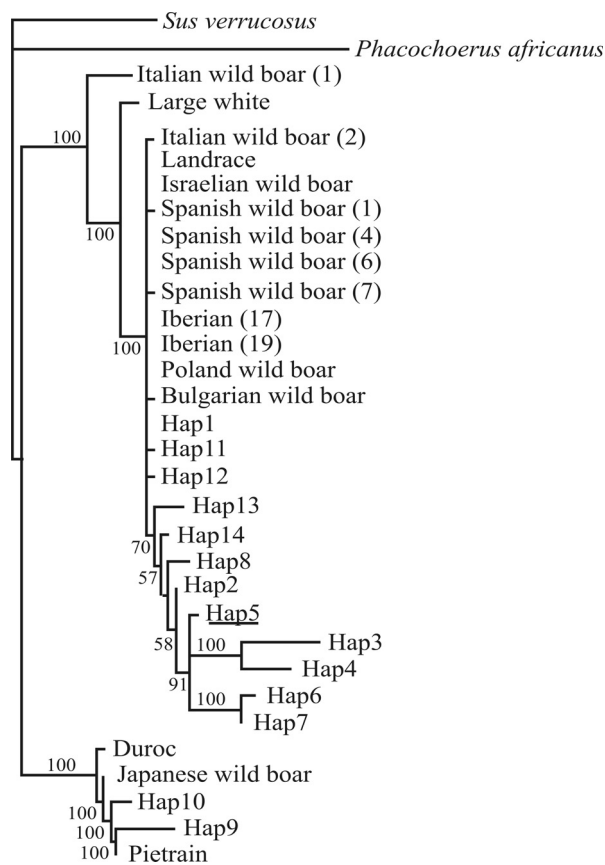 Sus verrucosus
Phacochoerus africanus
Italian wild boar (1)
Large white
100
Italian wild boar (2)
Landrace
Israelian wild boar
Spanish wild boar (1)
100
Spanish wild boar (4)
Spanish wild boar (6)
Spanish wild boar (7)
Iberian (17)
Iberian (19)
100
Poland wild boar
Bulgarian wild boar
Hap1
Hap11
Hap12
Hap13
Hap14
70
Hap8
57
Hap2
Hap5
58
100
Hap3
Hap4
91
100
Hap6
Hap7
Duroc
100
Japanese wild boar
Hap10
100
Hap9
100
Pietrain
100